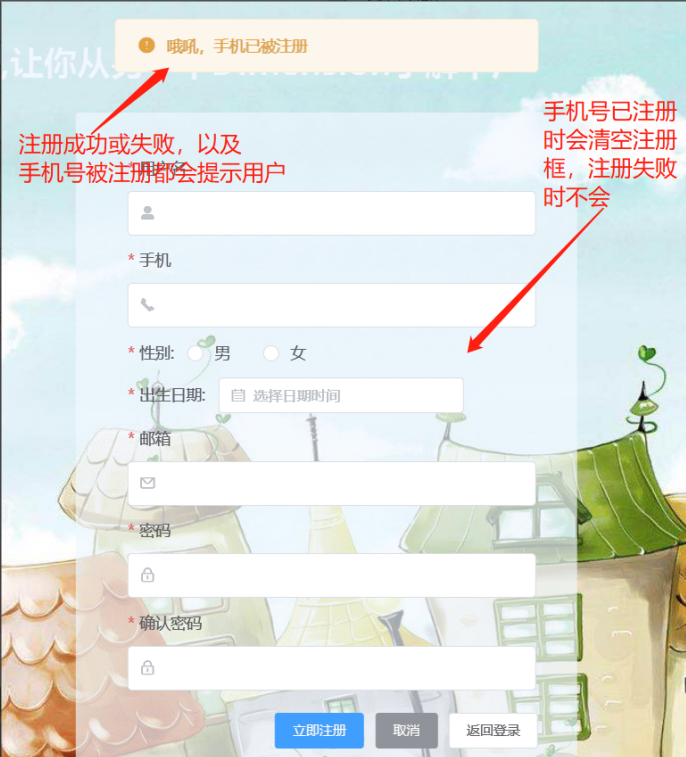 哦吼，手机已被注册
,让你从
手机号已注册
时会清空注册
框，注册失败
时不会
注册成功或失败，以及
手机号被注册都会提示用户
* 用户名
* 手机
* 性别: 男 女
* 出生日期: 选择日期时间
* 邮箱
* 密码
* 确认密码
立即注册 取消 返回登录